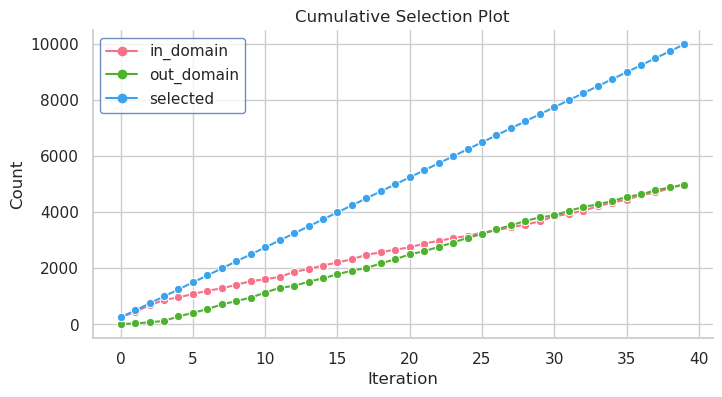 Cumulative Selection Plot
in_domain
out_domain
selected
Count
10000
8000
6000
4000
2000
0
0 5 10 15 20 25 30 35 40
Iteration